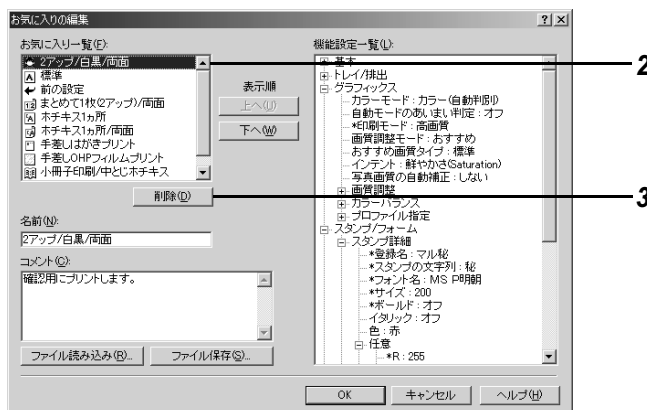 お気に入りの編集
お気に入り一覧(F):
2アップ/白黒/両面
標準
前の設定
まとめて1枚(2アップ)/両面
ホチキス1ヵ所
ホチキス1ヵ所/両面
手差しはがきプリント
手差しOHPフィルムプリント
小冊子印刷/中とじホチキス
表示順
上へ(U)
下へ(W)
削除(D)
名前(N):
2アップ/白黒/両面
コメント(C):
確認用にプリントします。
ファイル読み込み(R)...
ファイル保存(S)...
機能設定一覧(L):
基本
トレイ/排出
グラフィックス
カラーモード : カラー(自動判別)
自動モードのあいまい判定 : オフ
*印刷モード : 高画質
画質調整モード : おすすめ
おすすめ画質タイプ : 標準
インテント : 鮮やかさ(Saturation)
写真画質の自動補正 : しない
画質調整
カラーバランス
プロファイル指定
スタンプ/フォーム
スタンプ詳細
*登録名 : マル秘
*スタンプの文字列 : 秘
*フォント名 : MS P明朝
*サイズ : 200
*ボールド : オフ
イタリック : オフ
色 : 赤
任意
*R : 255
OK
キャンセル
ヘルプ(H)
2
3